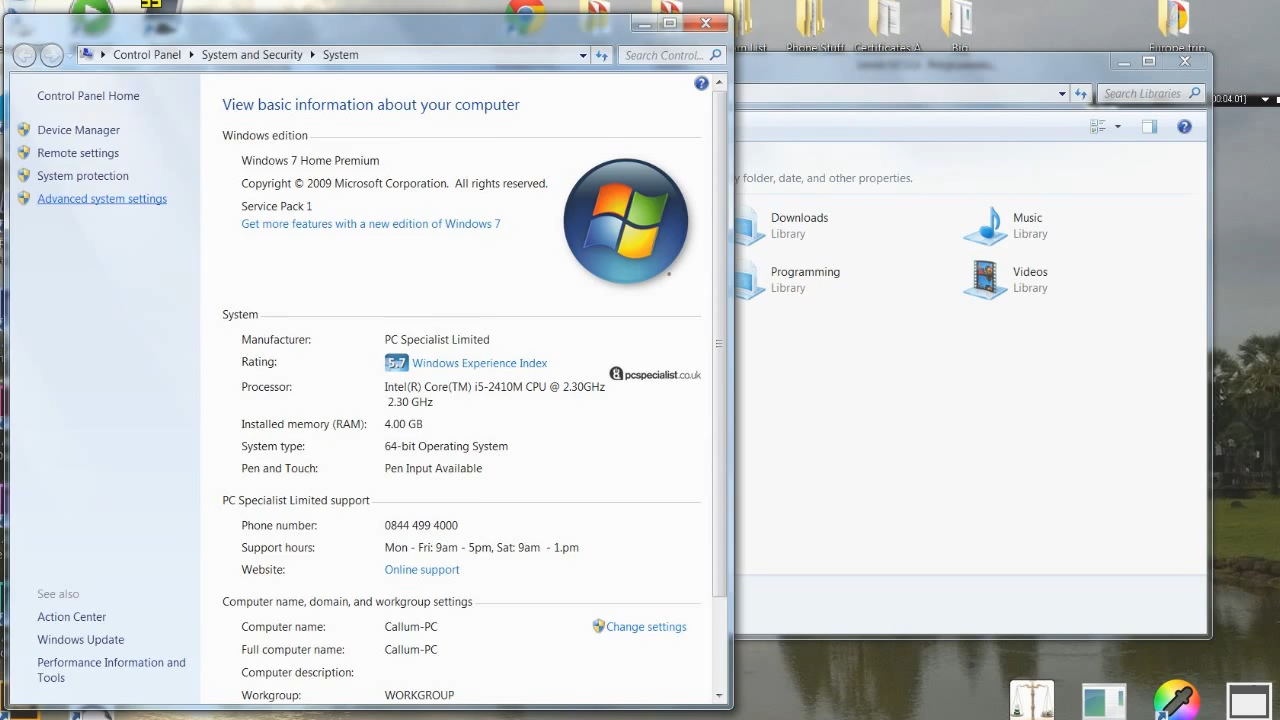 35
Phone Stuff
Certificates A
Bio
Europe trip
Control Panel System and Security System
Search Control...
Search Libraries
00:04.01]
Control Panel Home
Device Manager
Remote settings
System protection
Advanced system settings
See also
Action Center
Windows Update
Performance Information and
Tools
View basic information about your computer
Windows edition
Windows 7 Home Premium
Copyright © 2009 Microsoft Corporation. All rights reserved.
Service Pack 1
Get more features with a new edition of Windows 7
System
Manufacturer: PC Specialist Limited
Rating: 5.7 Windows Experience Index
pcspecialist.co.uk
Processor: Intel(R) Core(TM) i5-2410M CPU @ 2.30GHz
2.30 GHz
Installed memory (RAM): 4.00 GB
System type: 64-bit Operating System
Pen and Touch: Pen Input Available
PC Specialist Limited support
Phone number: 0844 499 4000
Support hours: Mon - Fri: 9am - 5pm, Sat: 9am - 1.pm
Website: Online support
Computer name, domain, and workgroup settings
Computer name: Callum-PC
Change settings
Full computer name: Callum-PC
Computer description:
Workgroup: WORKGROUP
folder, date, and other properties.
Downloads
Library
Music
Library
Programming
Library
Videos
Library